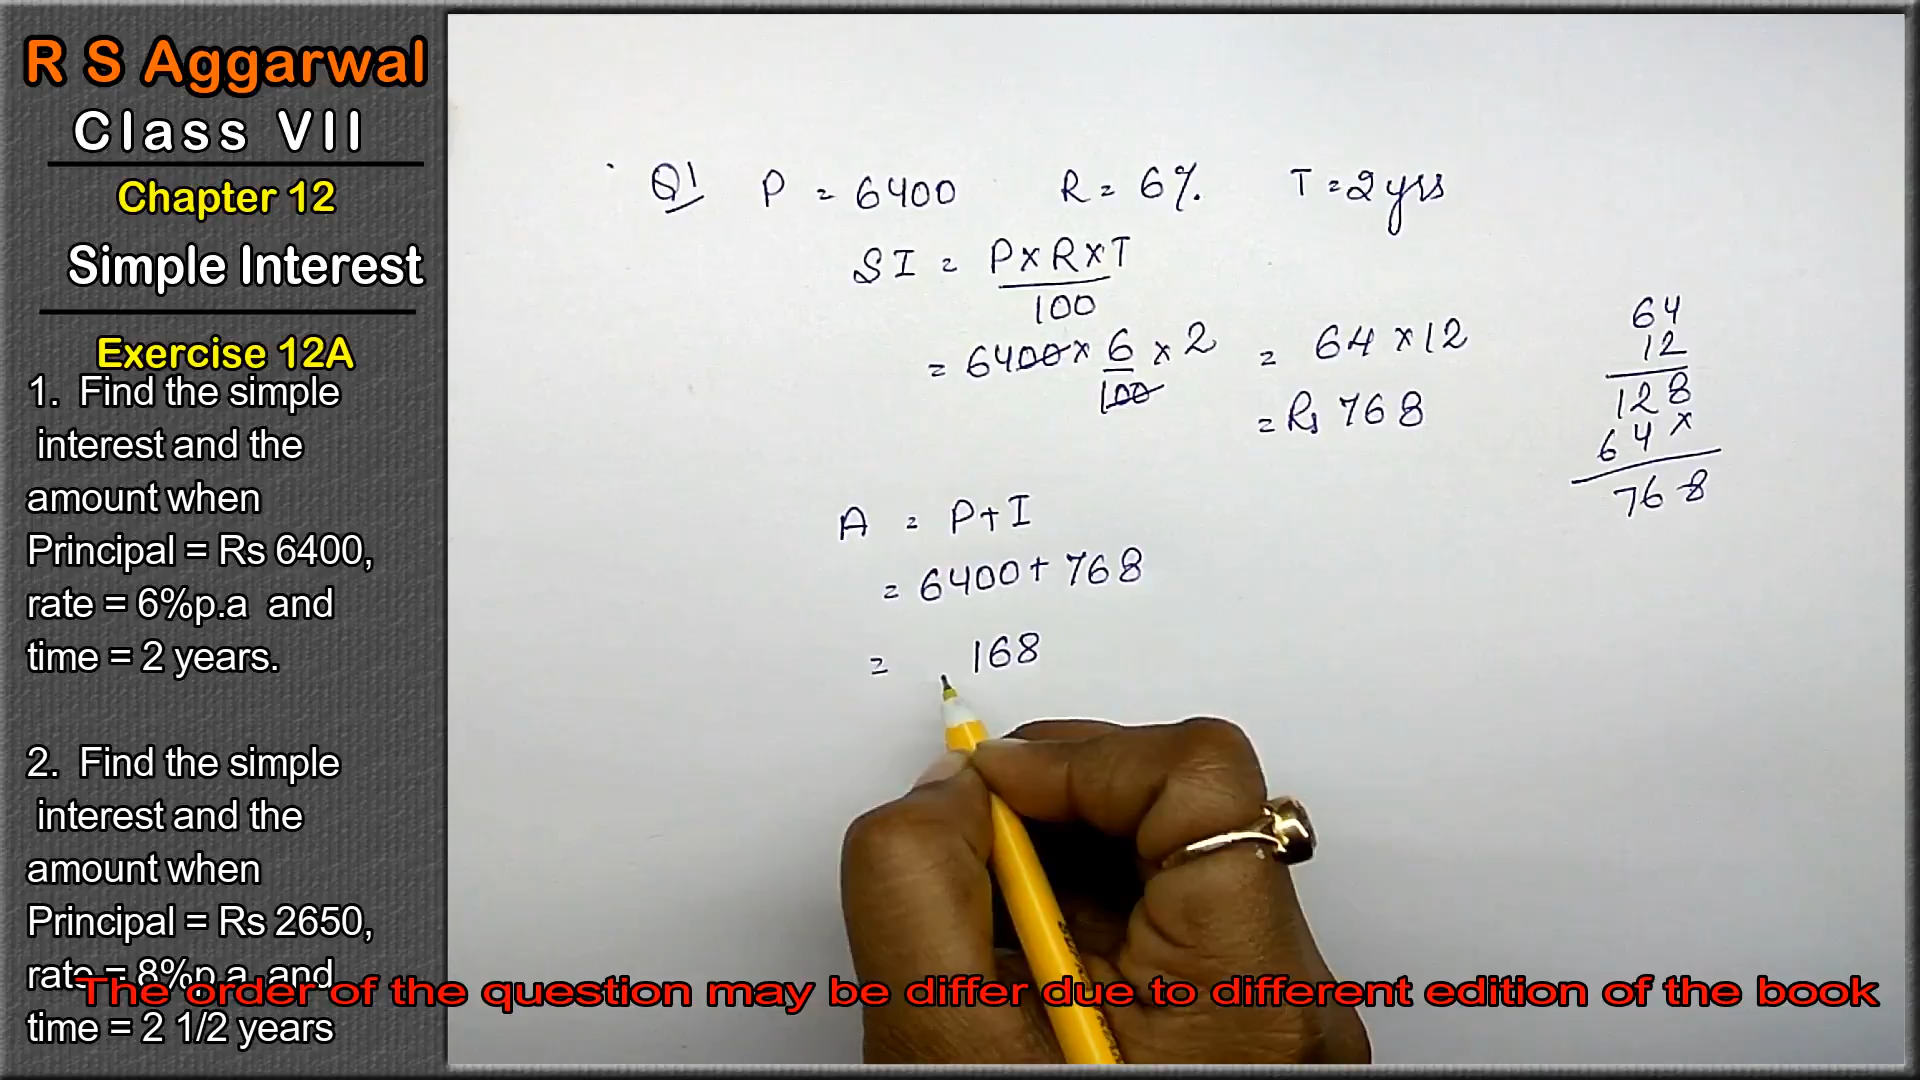 R S Aggarwal
Class VII
Chapter 12
Simple Interest
Exercise 12A
1. Find the simple
interest and the
amount when
Principal = Rs 6400,
rate = 6%p.a and
time = 2 years.
2. Find the simple
interest and the
amount when
Principal = Rs 2650,
rate = 8%p.a and
time = 2 1/2 years
Q1 P = 6400 R = 6% T = 2 yrs
SI = P x R x T
100
= 6400 x 6 x 2 = 64 x 12
100
= Rs 768
64
12
128
64x
768
A = P + I
= 6400 + 768
= 168
The order of the question may be differ due to different edition of the book